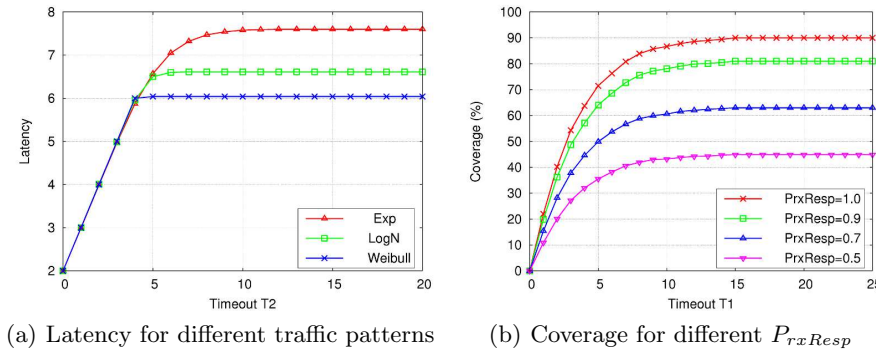 8
7
6
5
4
3
2
0 5 10 15 20
Latency
Timeout T2
Exp
LogN
Weibull
(a) Latency for different traffic patterns
100
90
80
70
60
50
40
30
20
10
0
0 5 10 15 20 25
Coverage (%)
Timeout T1
PrxResp=1.0
PrxResp=0.9
PrxResp=0.7
PrxResp=0.5
(b) Coverage for different P_{rxResp}